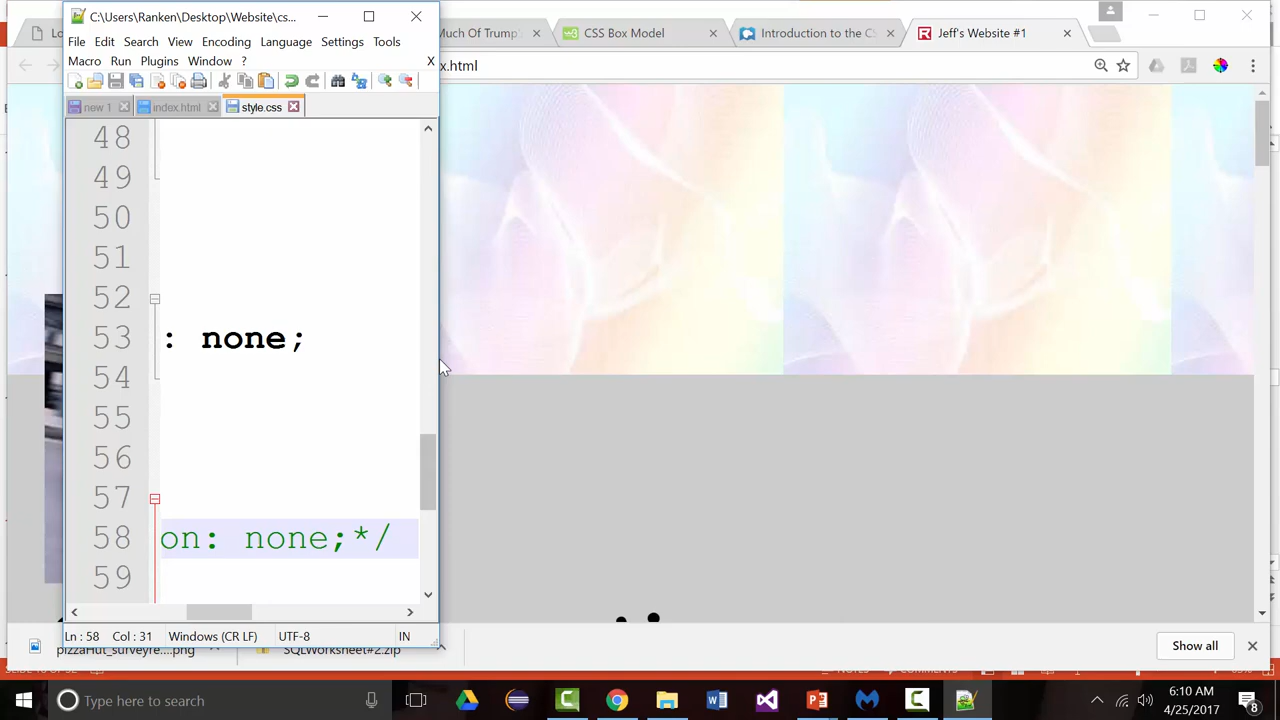 C:\Users\Ranken\Desktop\Website\cs...
File Edit Search View Encoding Language Settings Tools
Macro Run Plugins Window ? X
new 1 index.html style.css
48
49
50
51
52
53 : none;
54
55
56
57
58 on: none;*/
59
Ln : 58 Col : 31 Windows (CR LF) UTF-8 IN
Much Of Trump' CSS Box Model Introduction to the CS Jeff's Website #1
x.html
pizzaHut_surveyre....png SQLWorksheet#2.zip Show all
NOTES COMMENTS
Type here to search
6:10 AM
4/25/2017
8